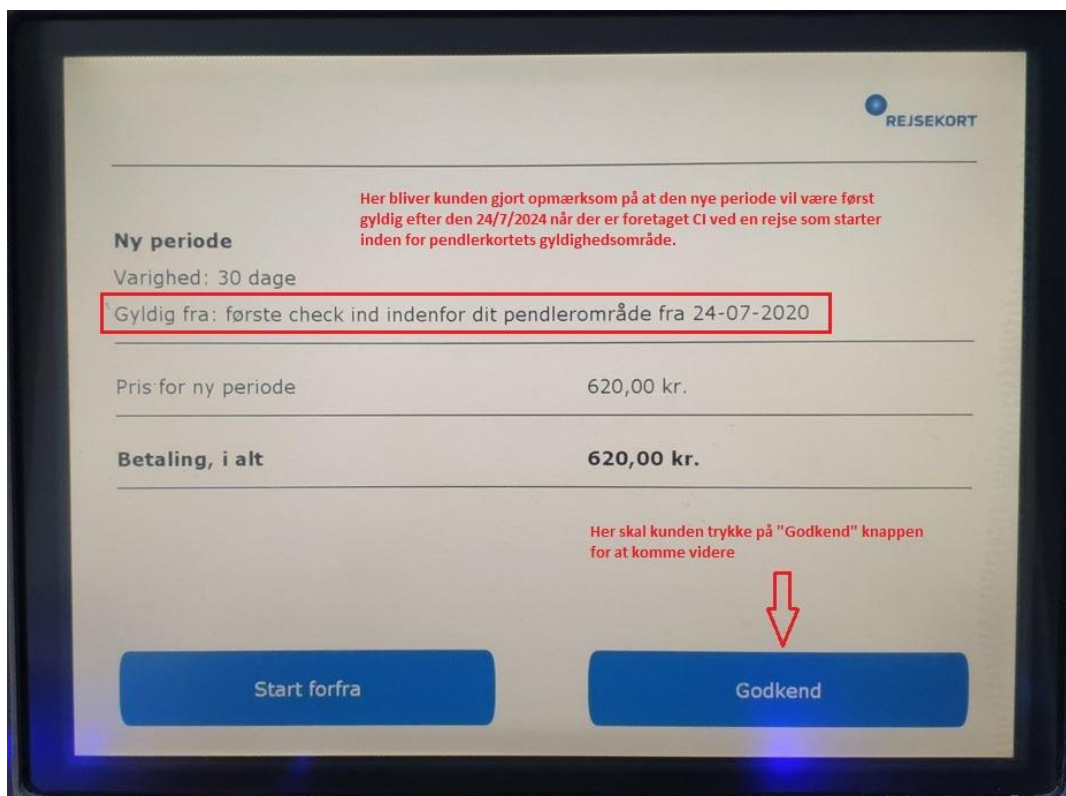 REJSEKORT
Her bliver kunden gjort opmærksom på at den nye periode vil være først
gyldig efter den 24/7/2024 når der er foretaget CI ved en rejse som starter
inden for pendlerkortets gyldighedsområde.
Ny periode
Varighed: 30 dage
Gyldig fra: første check ind indenfor dit pendlerområde fra 24-07-2020
Pris for ny periode 620,00 kr.
Betaling, i alt 620,00 kr.
Her skal kunden trykke på "Godkend" knappen
for at komme videre
Start forfra Godkend